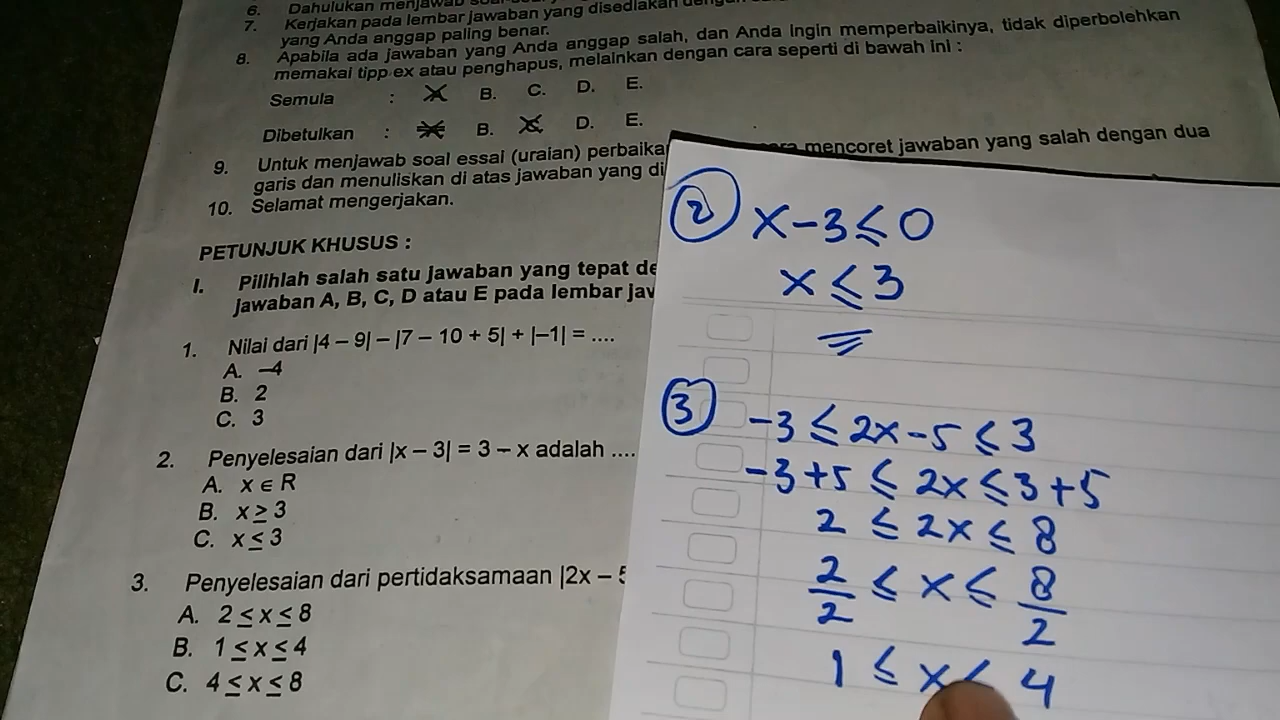 6. Dahulukan menjawab
7. Kerjakan pada lembar jawaban yang disediakan
yang Anda anggap paling benar.
8. Apabila ada jawaban yang Anda anggap salah, dan Anda ingin memperbaikinya, tidak diperbolehkan
memakai tipp ex atau penghapus, melainkan dengan cara seperti di bawah ini :
Semula : X B. C. D. E.
Dibetulkan : B. D. E.
9. Untuk menjawab soal essai (uraian) mencoret jawaban yang salah dengan dua
garis dan menuliskan di atas jawaban yang
10. Selamat mengerjakan.
PETUNJUK KHUSUS :
I. Pilihlah salah satu jawaban yang tepat
jawaban A, B, C, D atau E pada lembar
1. Nilai dari |4 – 9| – |7 – 10 + 5| + |–1| = ....
A. –4
B. 2
C. 3
2. Penyelesaian dari |x – 3| = 3 – x adalah ....
A. x ∈ R
B. x ≥ 3
C. x ≤ 3
3. Penyelesaian dari pertidaksamaan |2x – 5
A. 2 ≤ x ≤ 8
B. 1 ≤ x ≤ 4
C. 4 ≤ x ≤ 8
2 x – 3 ≤ 0
x ≤ 3
3 –3 ≤ 2x – 5 ≤ 3
–3 + 5 ≤ 2x ≤ 3 + 5
2 ≤ 2x ≤ 8
2/2 ≤ x ≤ 8/2
1 ≤ x ≤ 4